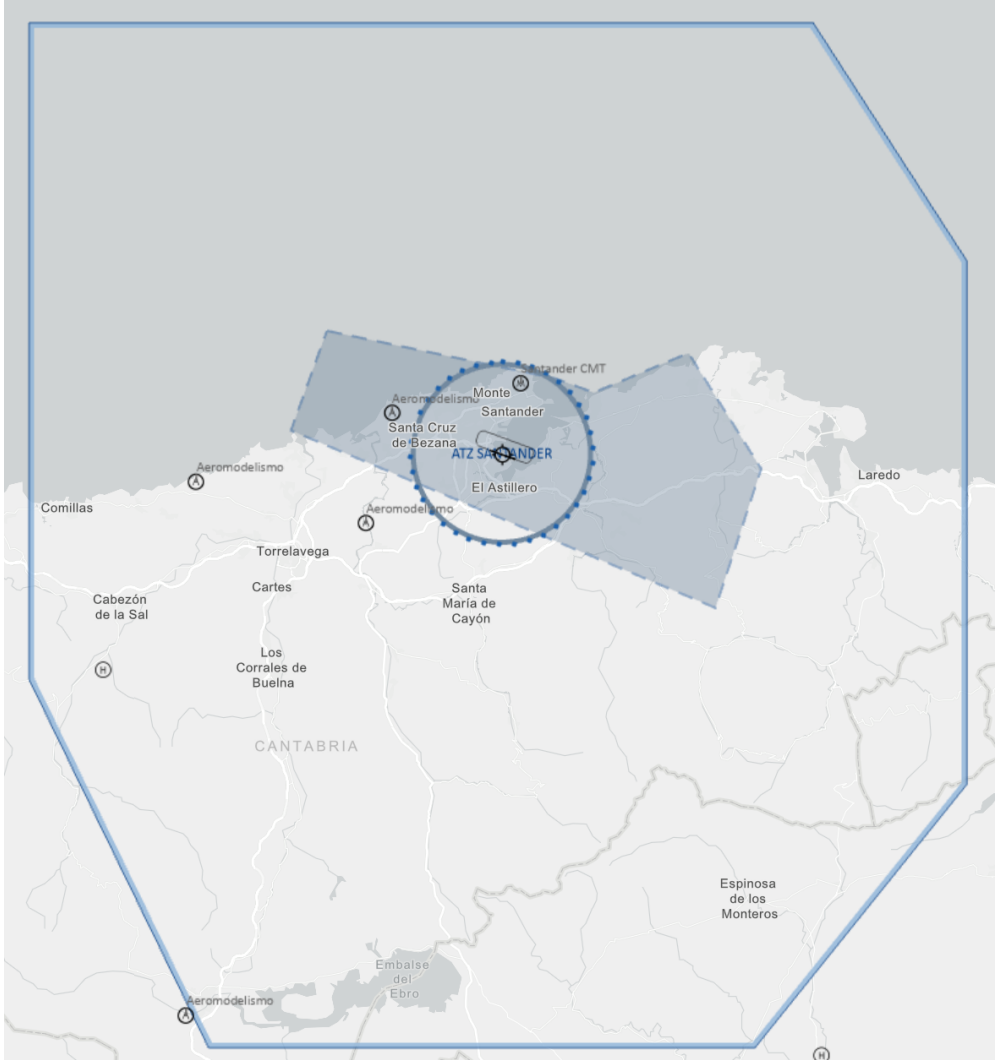 Santander CMT
Monte
Aeromodelismo
Santander
Santa Cruz
de Bezana
ATZ SANTANDER
Aeromodelismo
Laredo
El Astillero
Comillas
Aeromodelismo
Torrelavega
Cartes
Santa
María de
Cayón
Cabezón
de la Sal
Los
Corrales de
Buelna
H
CANTABRIA
Espinosa
de los
Monteros
Embalse
del
Ebro
Aeromodelismo
H